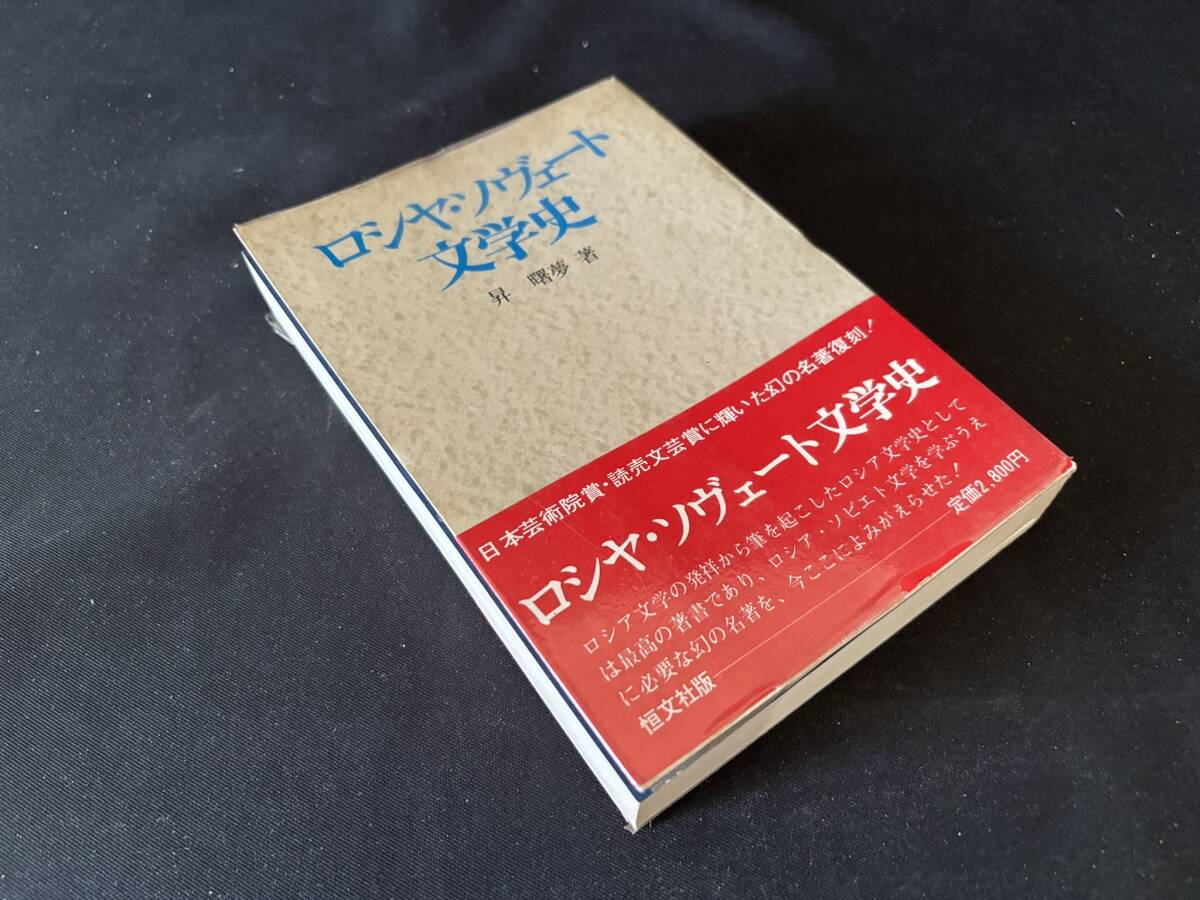 ロシヤ・ソヴェート
文学史
昇 曙夢 著
日本芸術院賞・読売文芸賞に輝いた幻の名著復刻!
ロシヤ・ソヴェート文学史
ロシア文学の発祥から筆を起こしたロシア文学史として
は最高の著書であり、ロシア・ソビエト文学を学ぶうえ
に必要な幻の名著を、今ここによみがえらせた!
恒文社版
定価2,800円